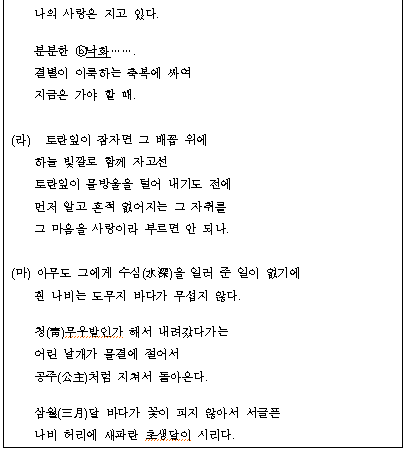 나의 사랑은 지고 있다.
분분한 ⓑ낙화…….
결별이 이룩하는 축복에 싸여
지금은 가야 할 때.
(라) 토란잎이 잠자면 그 배꼽 위에
하늘 빛깔로 함께 자고선
토란잎이 물방울을 털어 내기도 전에
먼저 알고 흔적 없어지는 그 자취를
그 마음을 사랑이라 부르면 안 되나.
(마) 아무도 그에게 수심(水深)을 일러 준 일이 없기에
흰 나비는 도무지 바다가 무섭지 않다.
청(靑)무우밭인가 해서 내려갔다가는
어린 날개가 물결에 절어서
공주(公主)처럼 지쳐서 돌아온다.
삼월(三月)달 바다가 꽃이 피지 않아서 서글픈
나비 허리에 새파란 초생달이 시리다.